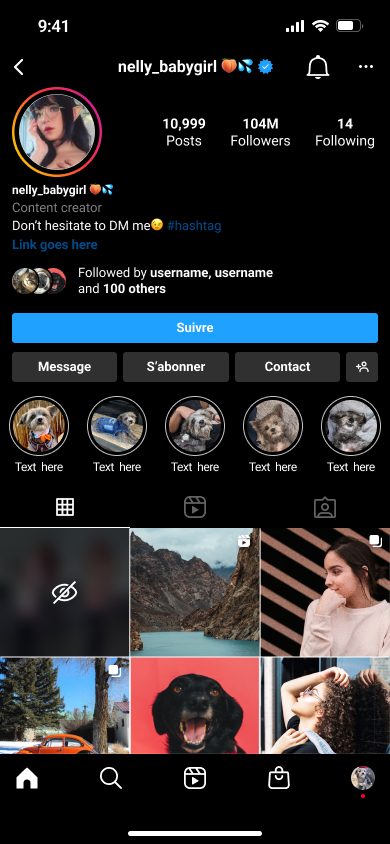 9:41
nelly_babygirl 🍑💦
10,999 104M 14
Posts Followers Following
nelly_babygirl 🍑💦
Content creator
Don't hesitate to DM me😉 #hashtag
Link goes here
Followed by username, username
and 100 others
Suivre
Message S'abonner Contact
Text here Text here Text here Text here Text here